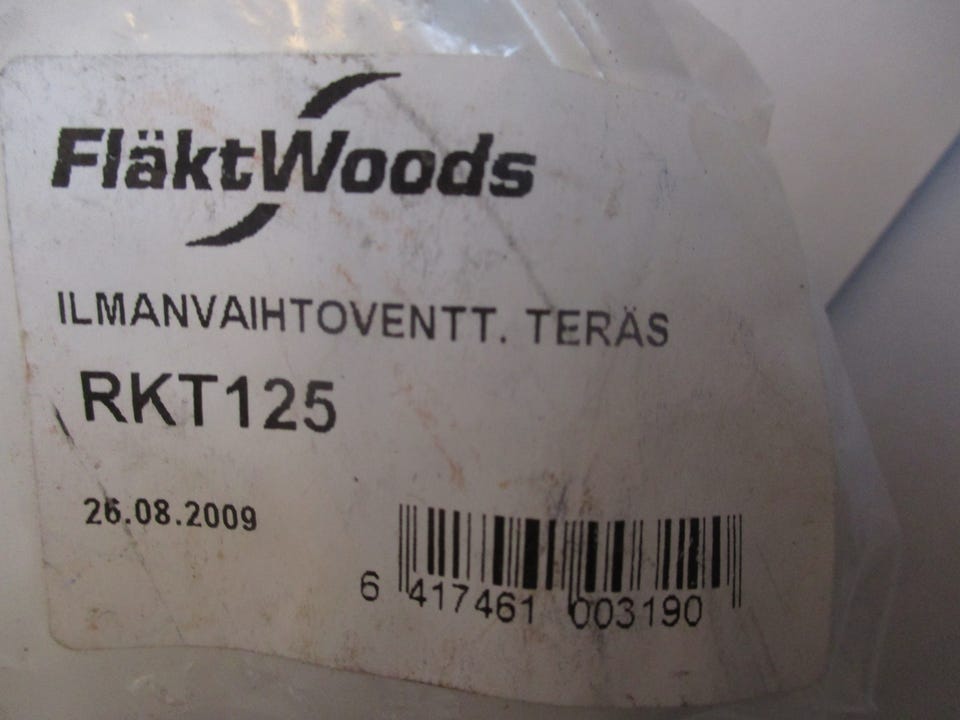 FläktWoods
ILMANVAIHTOVENTT. TERÄS
RKT125
26.08.2009
6 417461 003190